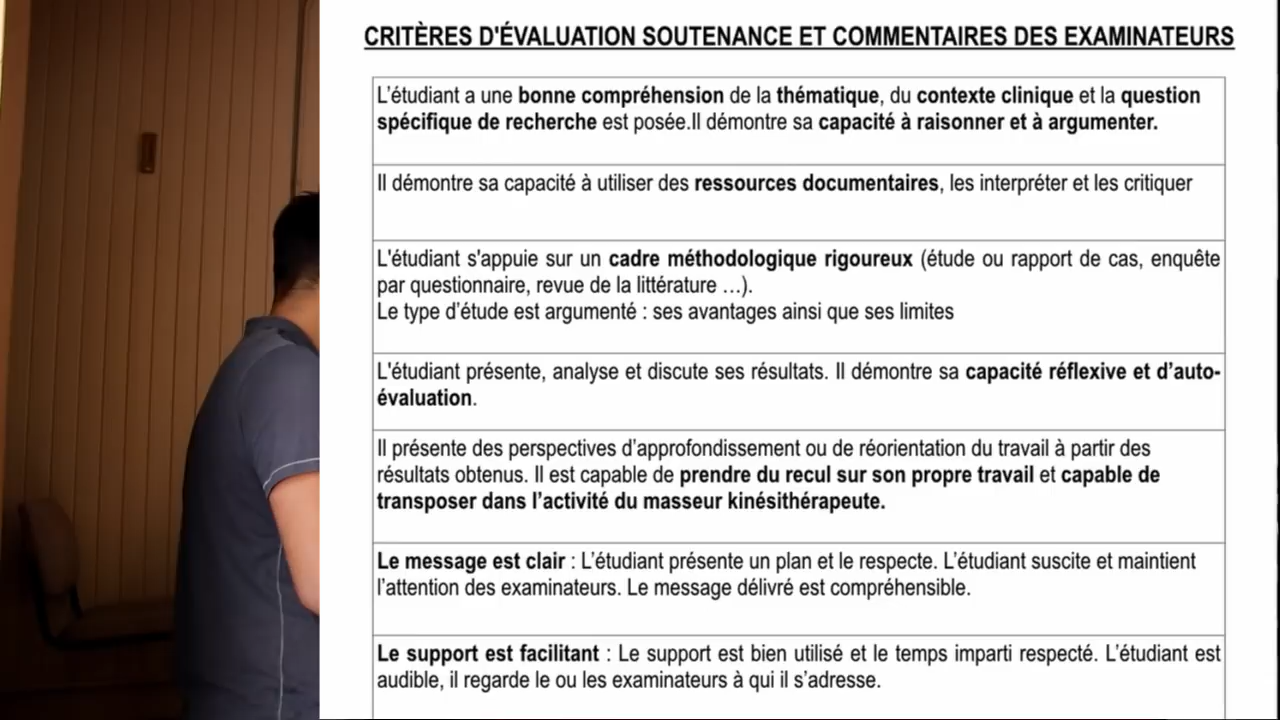 CRITÈRES D'ÉVALUATION SOUTENANCE ET COMMENTAIRES DES EXAMINATEURS
L'étudiant a une bonne compréhension de la thématique, du contexte clinique et la question
spécifique de recherche est posée.Il démontre sa capacité à raisonner et à argumenter.
Il démontre sa capacité à utiliser des ressources documentaires, les interpréter et les critiquer
L'étudiant s'appuie sur un cadre méthodologique rigoureux (étude ou rapport de cas, enquête
par questionnaire, revue de la littérature …).
Le type d'étude est argumenté : ses avantages ainsi que ses limites
L'étudiant présente, analyse et discute ses résultats. Il démontre sa capacité réflexive et d'auto-
évaluation.
Il présente des perspectives d'approfondissement ou de réorientation du travail à partir des
résultats obtenus. Il est capable de prendre du recul sur son propre travail et capable de
transposer dans l'activité du masseur kinésithérapeute.
Le message est clair : L'étudiant présente un plan et le respecte. L'étudiant suscite et maintient
l'attention des examinateurs. Le message délivré est compréhensible.
Le support est facilitant : Le support est bien utilisé et le temps imparti respecté. L'étudiant est
audible, il regarde le ou les examinateurs à qui il s'adresse.